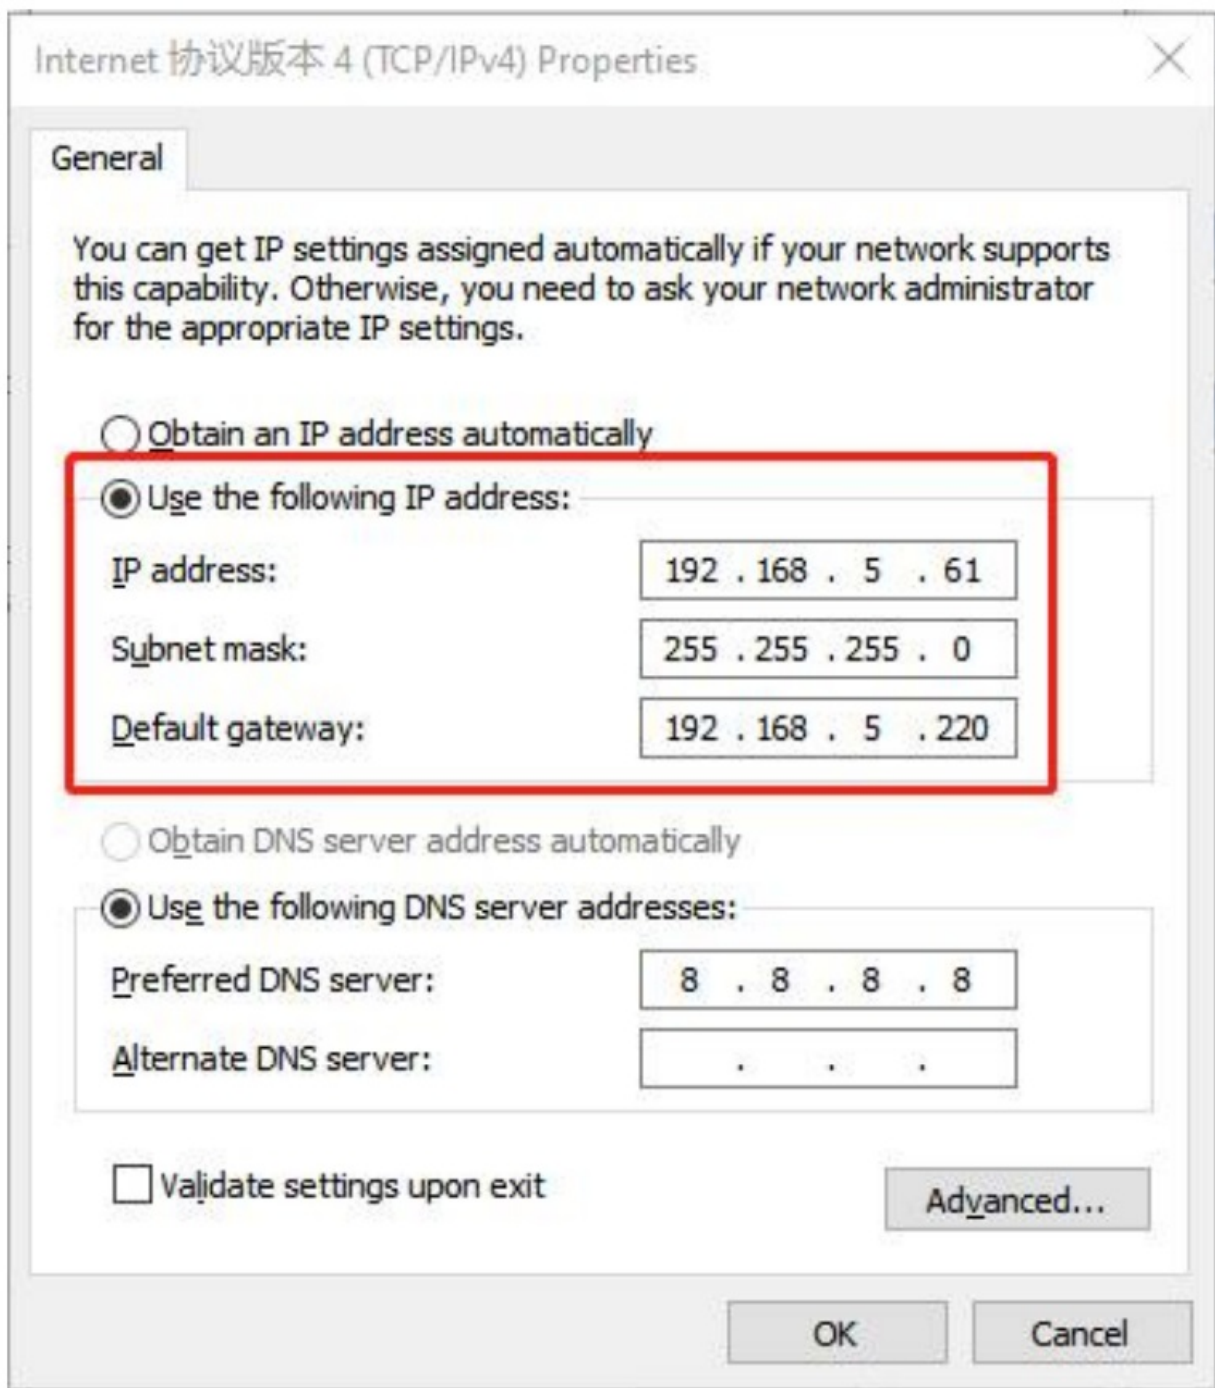 Internet 协议版本 4 (TCP/IPv4) Properties
General
You can get IP settings assigned automatically if your network supports
this capability. Otherwise, you need to ask your network administrator
for the appropriate IP settings.
Obtain an IP address automatically
Use the following IP address:
IP address: 192 . 168 . 5 . 61
Subnet mask: 255 . 255 . 255 . 0
Default gateway: 192 . 168 . 5 . 220
Obtain DNS server address automatically
Use the following DNS server addresses:
Preferred DNS server: 8 . 8 . 8 . 8
Alternate DNS server: . . .
Validate settings upon exit
Advanced...
OK Cancel